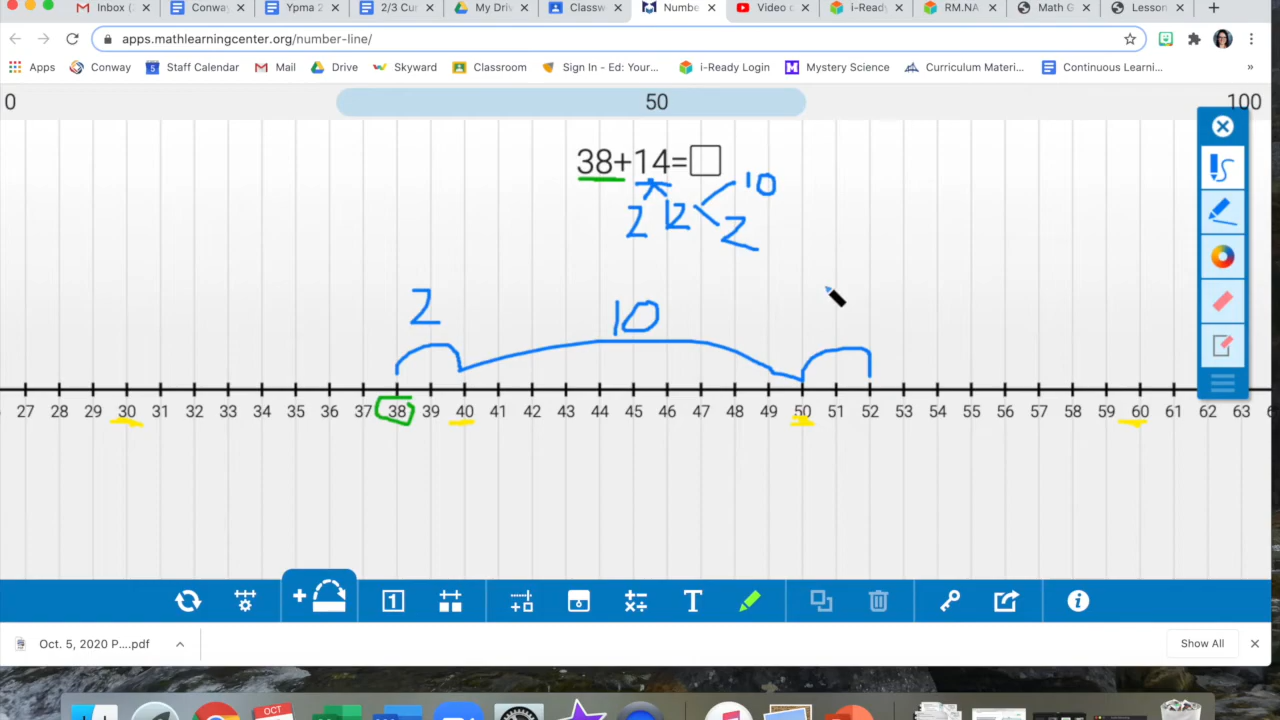 Inbox (
Conway
Ypma 2
2/3 Cur
My Driv
Classw
Numbe
Video c
i-Ready
RM.NA
Math G
Lesson
apps.mathlearningcenter.org/number-line/
Apps Conway Staff Calendar Mail Drive Skyward Classroom Sign In - Ed: Your... i-Ready Login Mystery Science Curriculum Materi... Continuous Learni... »
0 50 100
38+14=
10
2 12
2
2 10
27 28 29 30 31 32 33 34 35 36 37 38 39 40 41 42 43 44 45 46 47 48 49 50 51 52 53 54 55 56 57 58 59 60 61 62 63
1 T
Oct. 5, 2020 P....pdf Show All
OCT